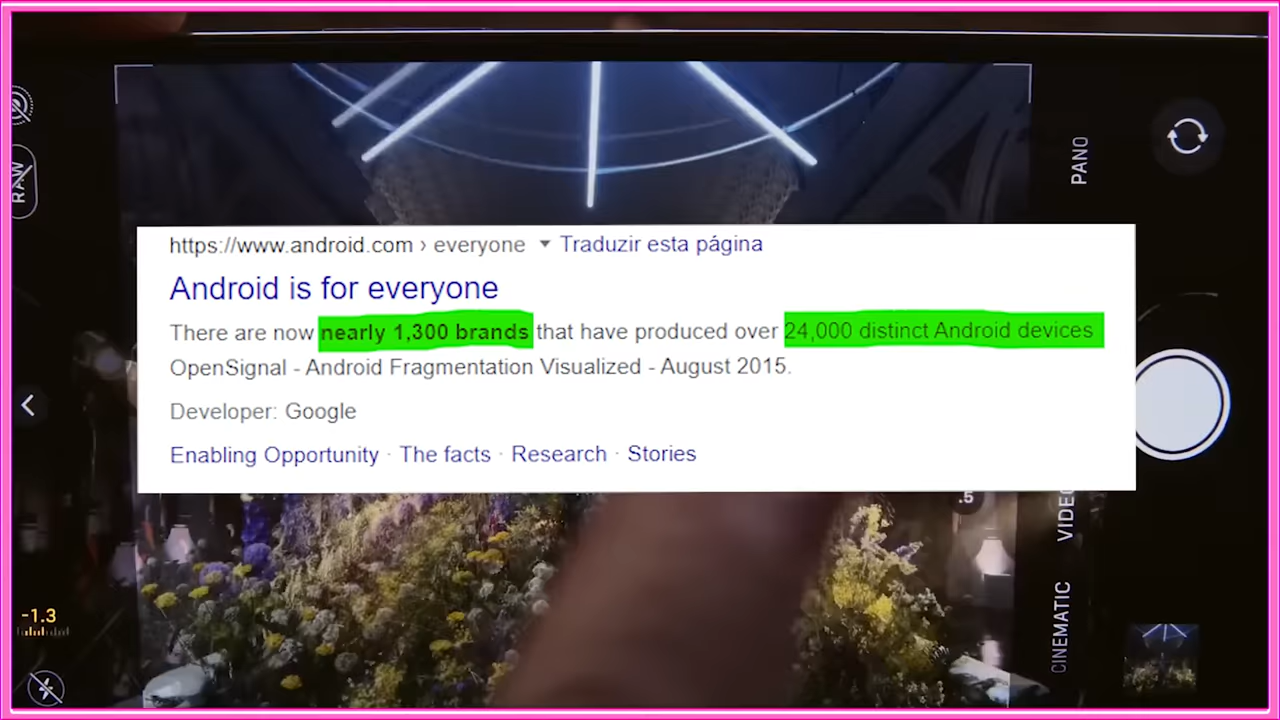 RAW
PANO
https://www.android.com › everyone ▼ Traduzir esta página
Android is for everyone
There are now nearly 1,300 brands that have produced over 24,000 distinct Android devices
OpenSignal - Android Fragmentation Visualized - August 2015.
Developer: Google
Enabling Opportunity · The facts · Research · Stories
.5
VIDEO
-1.3
CINEMATIC